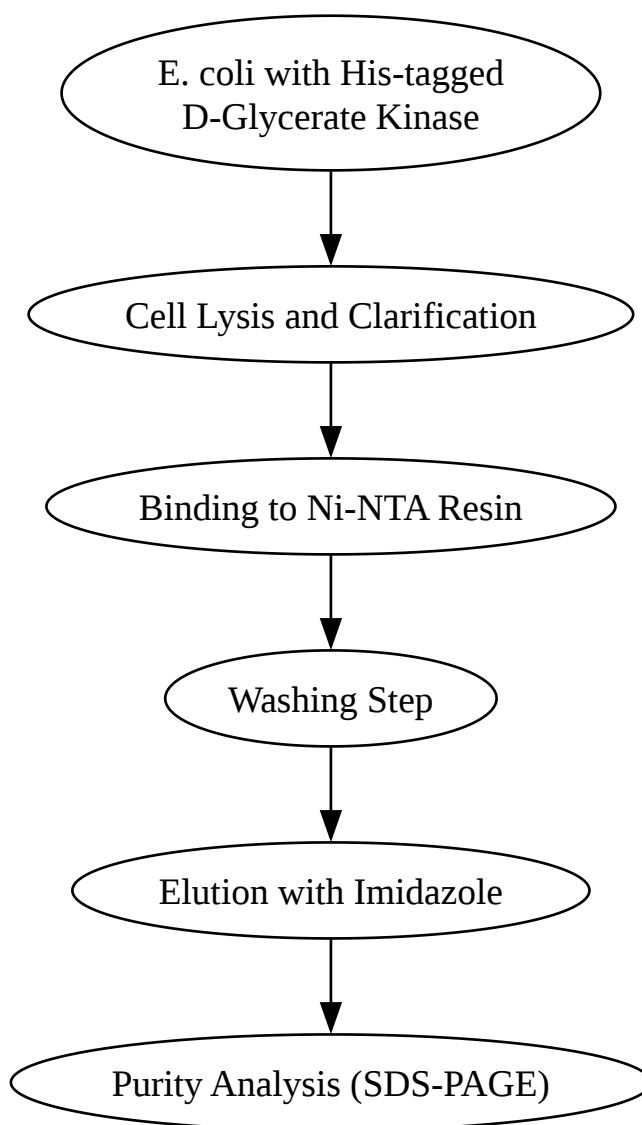 E. coli with His-tagged
D-Glycerate Kinase
Cell Lysis and Clarification
Binding to Ni-NTA Resin
Washing Step
Elution with Imidazole
Purity Analysis (SDS-PAGE)